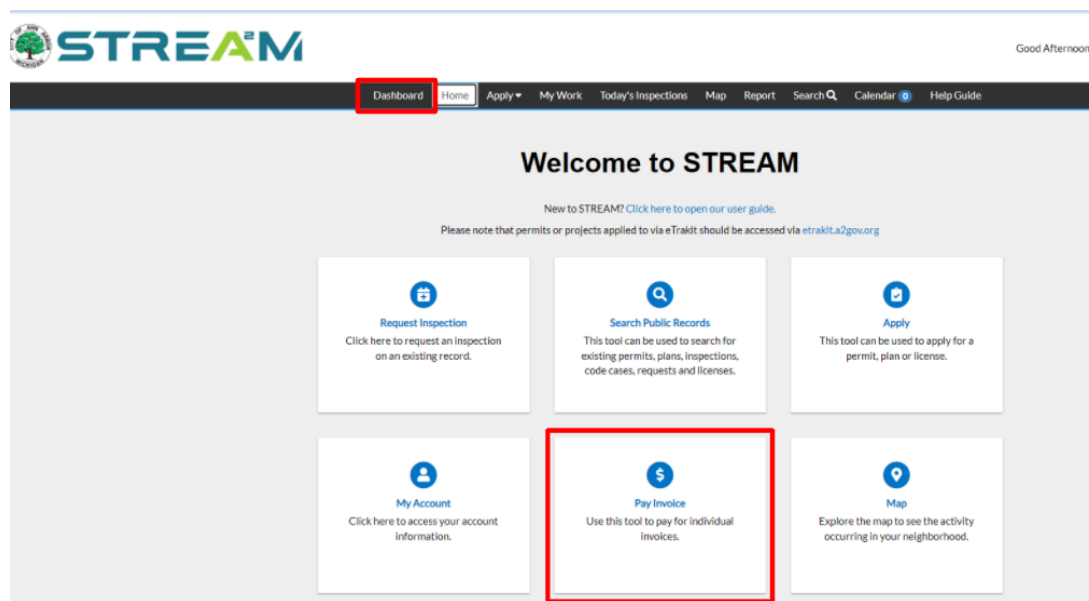 CITY OF ANN ARBOR
MICHIGAN
STREA²M
Good Afternoon
Dashboard Home Apply My Work Today's Inspections Map Report Search Calendar 0 Help Guide
Welcome to STREAM
New to STREAM? Click here to open our user guide.
Please note that permits or projects applied to via eTrakit should be accessed via etrakit.a2gov.org
Request Inspection
Click here to request an inspection
on an existing record.
Search Public Records
This tool can be used to search for
existing permits, plans, inspections,
code cases, requests and licenses.
Apply
This tool can be used to apply for a
permit, plan or license.
My Account
Click here to access your account
information.
$
Pay Invoice
Use this tool to pay for individual
invoices.
Map
Explore the map to see the activity
occurring in your neighborhood.